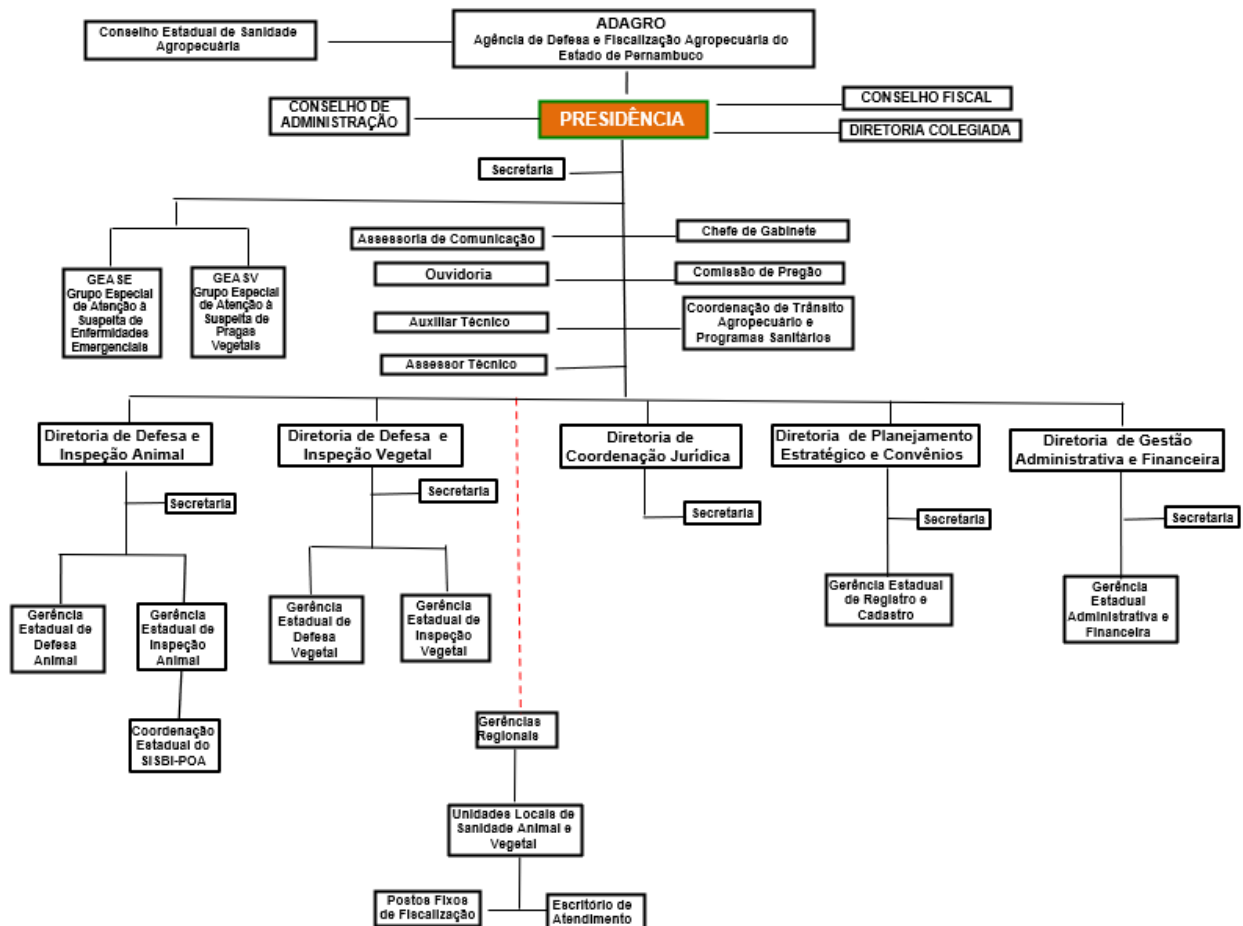 Conselho Estadual de Sanidade
Agropecuária
ADAGRO
Agência de Defesa e Fiscalização Agropecuária do
Estado de Pernambuco
CONSELHO DE
ADMINISTRAÇÃO
PRESIDÊNCIA
CONSELHO FISCAL
DIRETORIA COLEGIADA
Secretaria
Assessoria de Comunicação
Chefe de Gabinete
Ouvidoria
Comissão de Pregão
Auxiliar Técnico
Coordenação de Trânsito
Agropecuário e
Programas Sanitários
Assessor Técnico
GEASE
Grupo Especial
de Atenção à
Suspeita de
Enfermidades
Emergenciais
GEASV
Grupo Especial
de Atenção à
Suspeita de
Pragas
Vegetais
Diretoria de Defesa e
Inspeção Animal
Diretoria de Defesa e
Inspeção Vegetal
Diretoria de
Coordenação Jurídica
Diretoria de Planejamento
Estratégico e Convênios
Diretoria de Gestão
Administrativa e Financeira
Secretaria
Secretaria
Secretaria
Secretaria
Secretaria
Gerência
Estadual de
Defesa
Animal
Gerência
Estadual de
Inspeção
Animal
Gerência
Estadual de
Defesa
Vegetal
Gerência
Estadual de
Inspeção
Vegetal
Gerência Estadual
de Registro e
Cadastro
Gerência
Estadual
Administrativa e
Financeira
Coordenação
Estadual do
SISBI-POA
Gerências
Regionais
Unidades Locais de
Sanidade Animal e
Vegetal
Postos Fixos
de Fiscalização
Escritório de
Atendimento